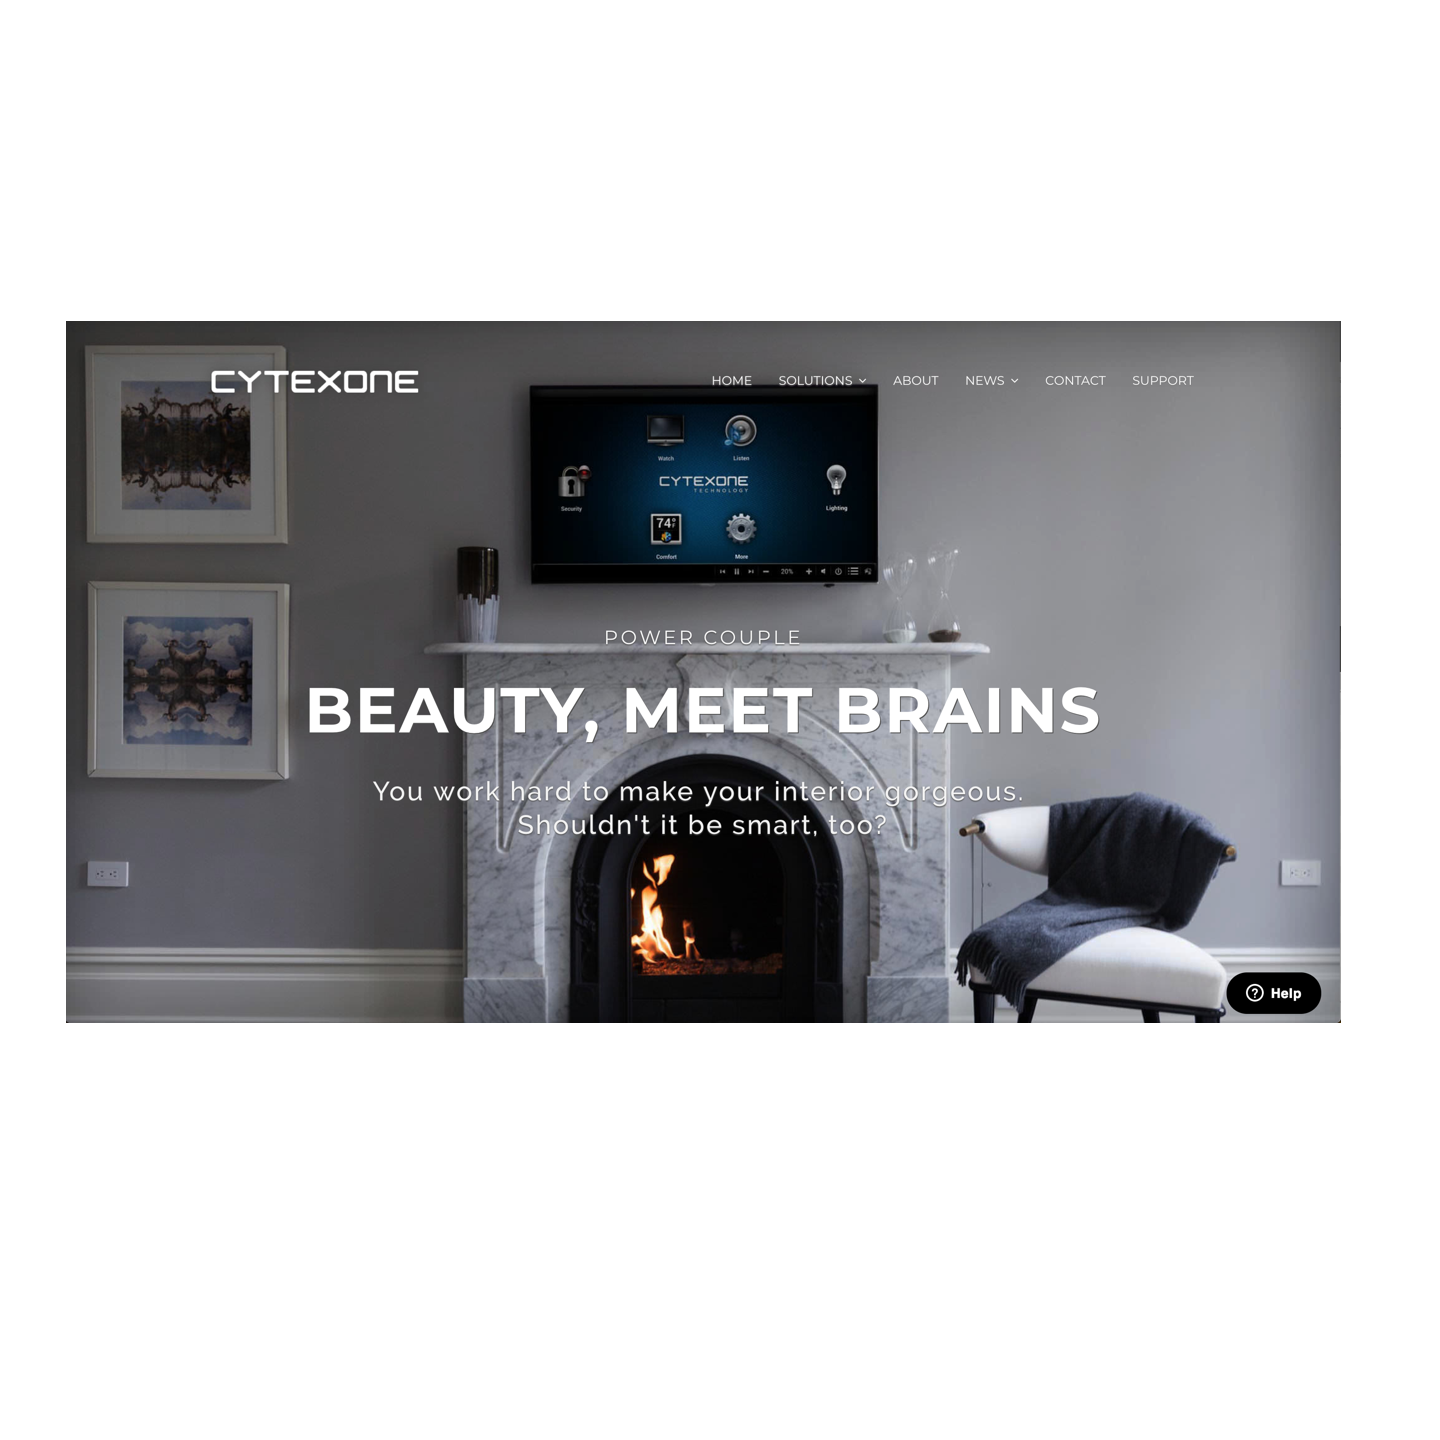 CYTEXONE
HOME SOLUTIONS ABOUT NEWS CONTACT SUPPORT
Watch
Listen
Security
CYTEXONE
TECHNOLOGY
Lighting
74°F
Comfort
More
20%
POWER COUPLE
BEAUTY, MEET BRAINS
You work hard to make your interior gorgeous.
Shouldn't it be smart, too?
? Help